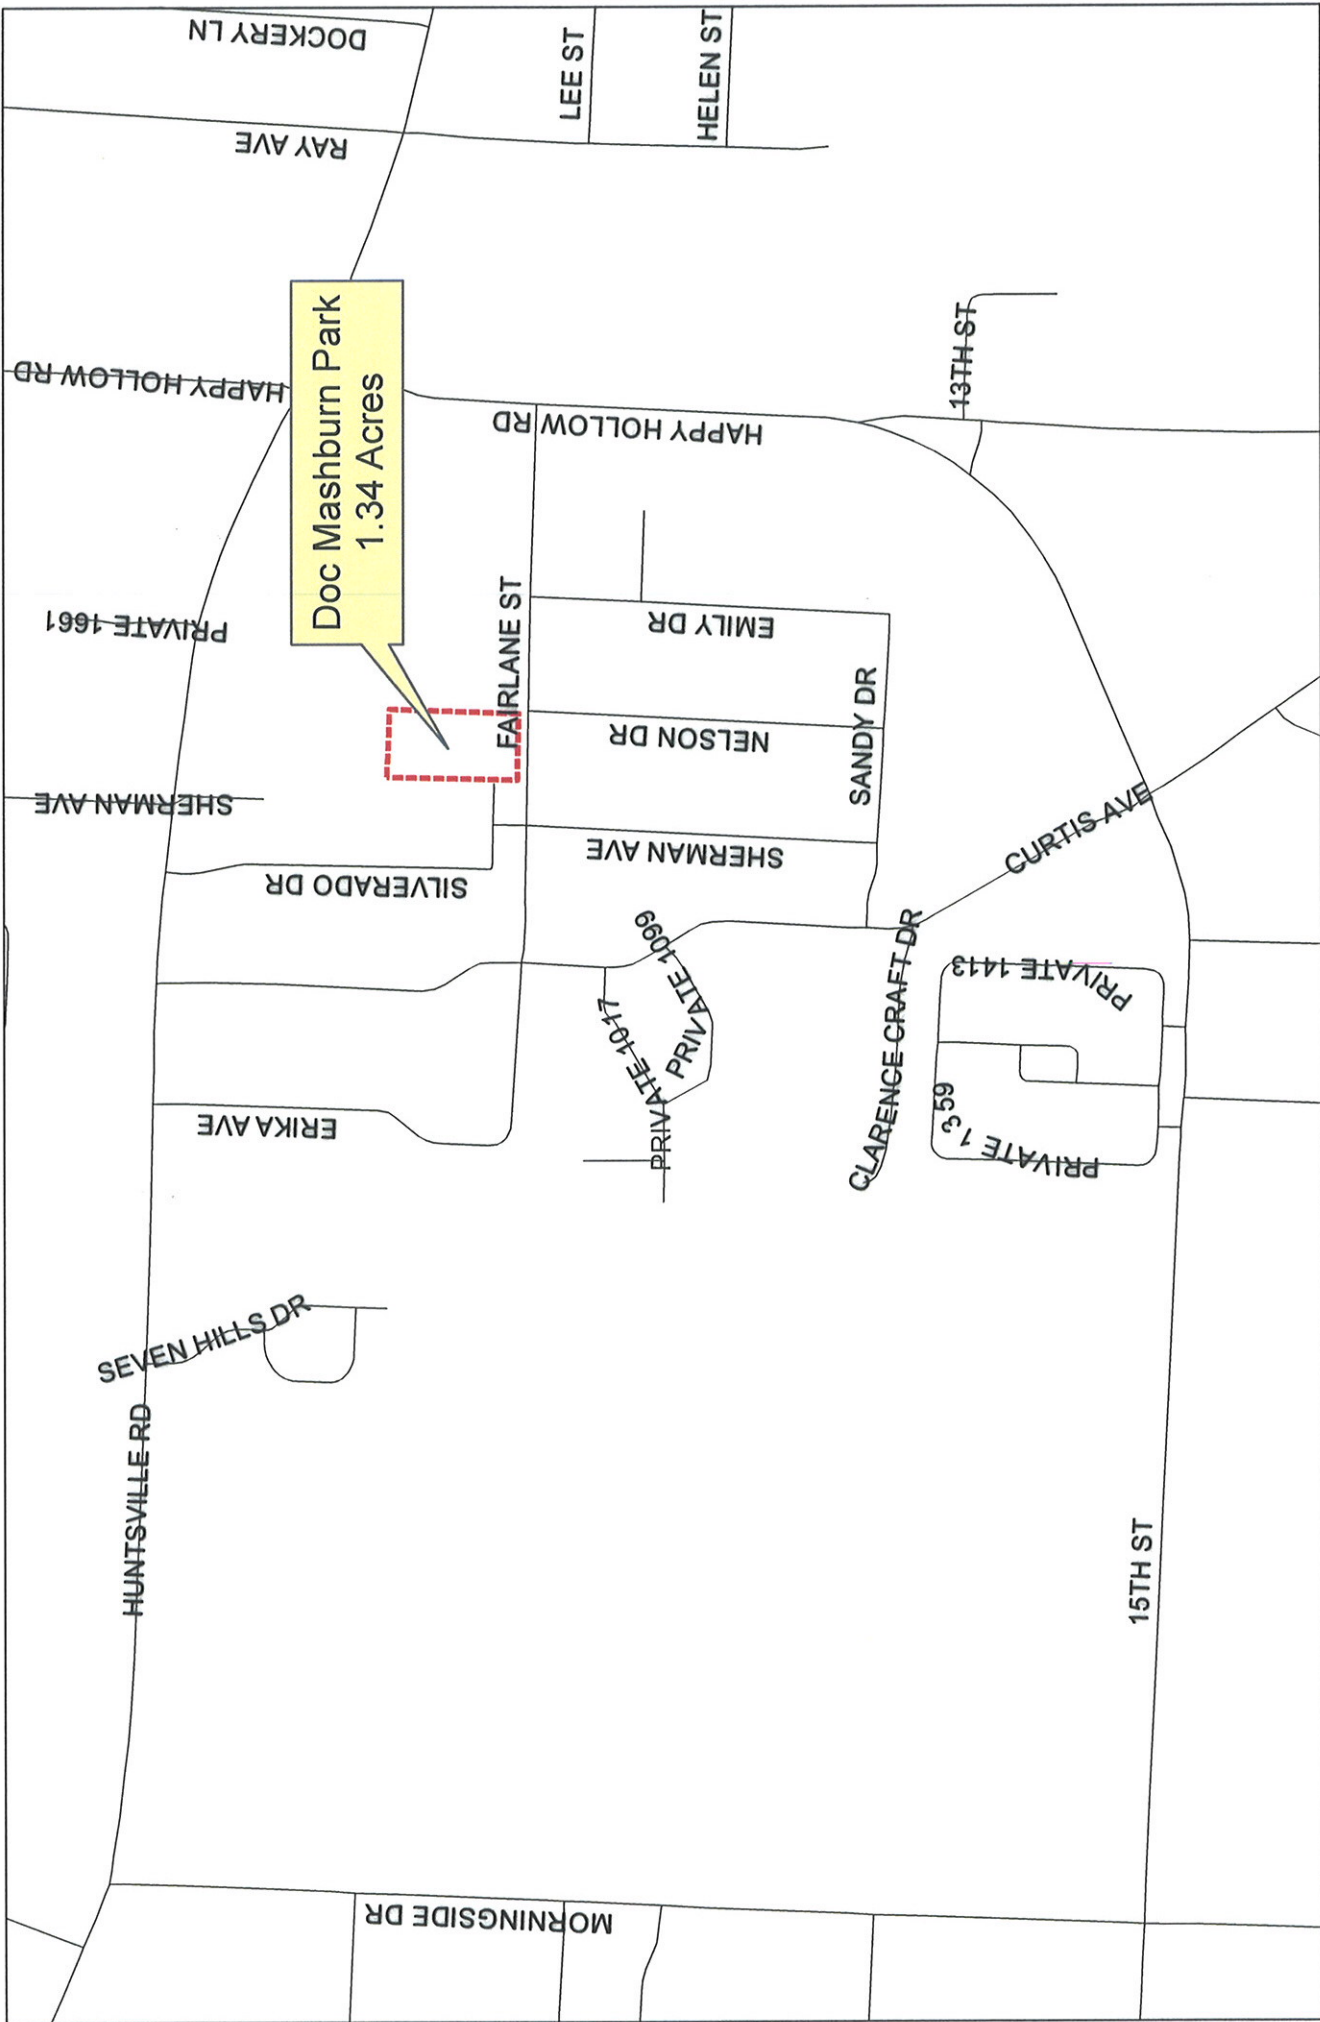 DOCKERY LN
LEE ST
HELEN ST
RAY AVE
HAPPY HOLLOW RD
Doc Mashburn Park
1.34 Acres
HAPPY HOLLOW RD
13TH ST
PRIVATE 1661
FAIRLANE ST
EMILY DR
NELSON DR
SANDY DR
SHERMAN AVE
SHERMAN AVE
CURTIS AVE
SILVERADO DR
PRIVATE 1099
PRIVATE 1017
CLARENCE CRAFT DR
PRIVATE 1413
PRIVATE 1359
ERIKA AVE
PRIVATE
SEVEN HILLS DR
HUNTSVILLE RD
15TH ST
MORNINGSIDE DR